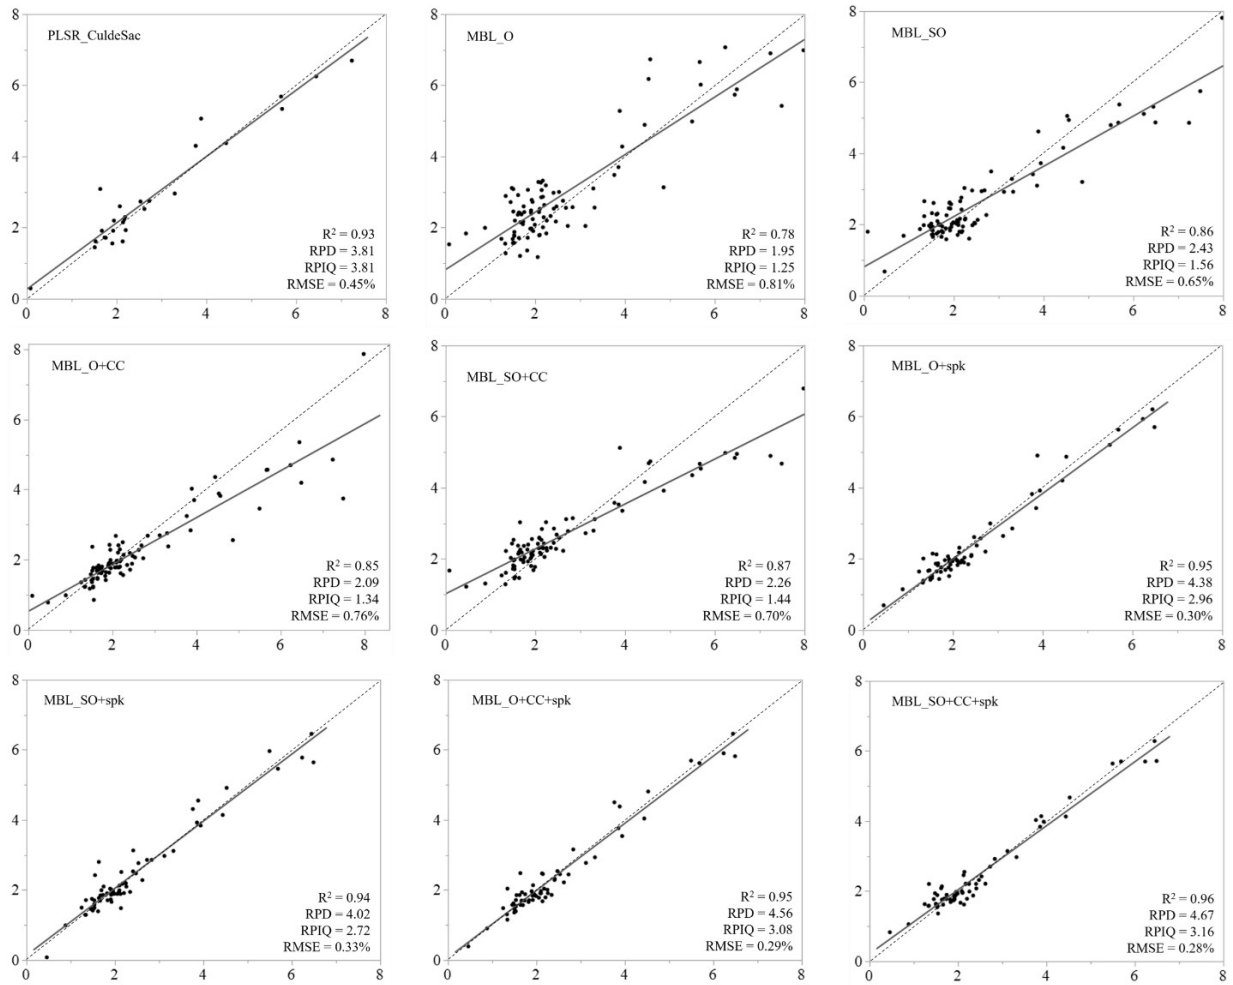 8
6
4
2
0
0 2 4 6 8
PLSR_CuldeSac
R² = 0.93
RPD = 3.81
RPIQ = 3.81
RMSE = 0.45%
8
6
4
2
0
0 2 4 6 8
MBL_O
R² = 0.78
RPD = 1.95
RPIQ = 1.25
RMSE = 0.81%
8
6
4
2
0
0 2 4 6 8
MBL_SO
R² = 0.86
RPD = 2.43
RPIQ = 1.56
RMSE = 0.65%
8
6
4
2
0
0 2 4 6 8
MBL_O+CC
R² = 0.85
RPD = 2.09
RPIQ = 1.34
RMSE = 0.76%
8
6
4
2
0
0 2 4 6 8
MBL_SO+CC
R² = 0.87
RPD = 2.26
RPIQ = 1.44
RMSE = 0.70%
8
6
4
2
0
0 2 4 6 8
MBL_O+spk
R² = 0.95
RPD = 4.38
RPIQ = 2.96
RMSE = 0.30%
8
6
4
2
0
0 2 4 6 8
MBL_SO+spk
R² = 0.94
RPD = 4.02
RPIQ = 2.72
RMSE = 0.33%
8
6
4
2
0
0 2 4 6 8
MBL_O+CC+spk
R² = 0.95
RPD = 4.56
RPIQ = 3.08
RMSE = 0.29%
8
6
4
2
0
0 2 4 6 8
MBL_SO+CC+spk
R² = 0.96
RPD = 4.67
RPIQ = 3.16
RMSE = 0.28%